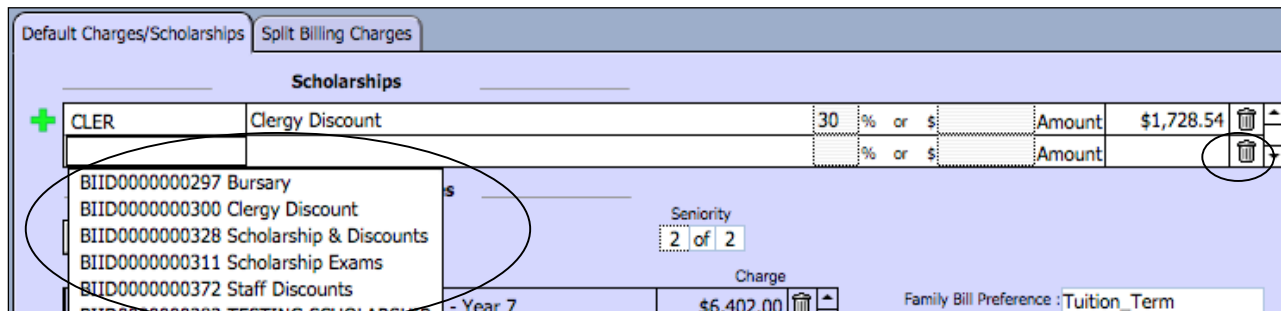 Default Charges/Scholarships Split Billing Charges
Scholarships
CLER Clergy Discount 30 % or $ Amount $1,728.54
% or $ Amount
BIID0000000297 Bursary
BIID0000000300 Clergy Discount
BIID0000000328 Scholarship & Discounts
BIID0000000311 Scholarship Exams
BIID0000000372 Staff Discounts
s
Seniority
2 of 2
Charge
- Year 7 $6,402.00 Family Bill Preference : Tuition_Term